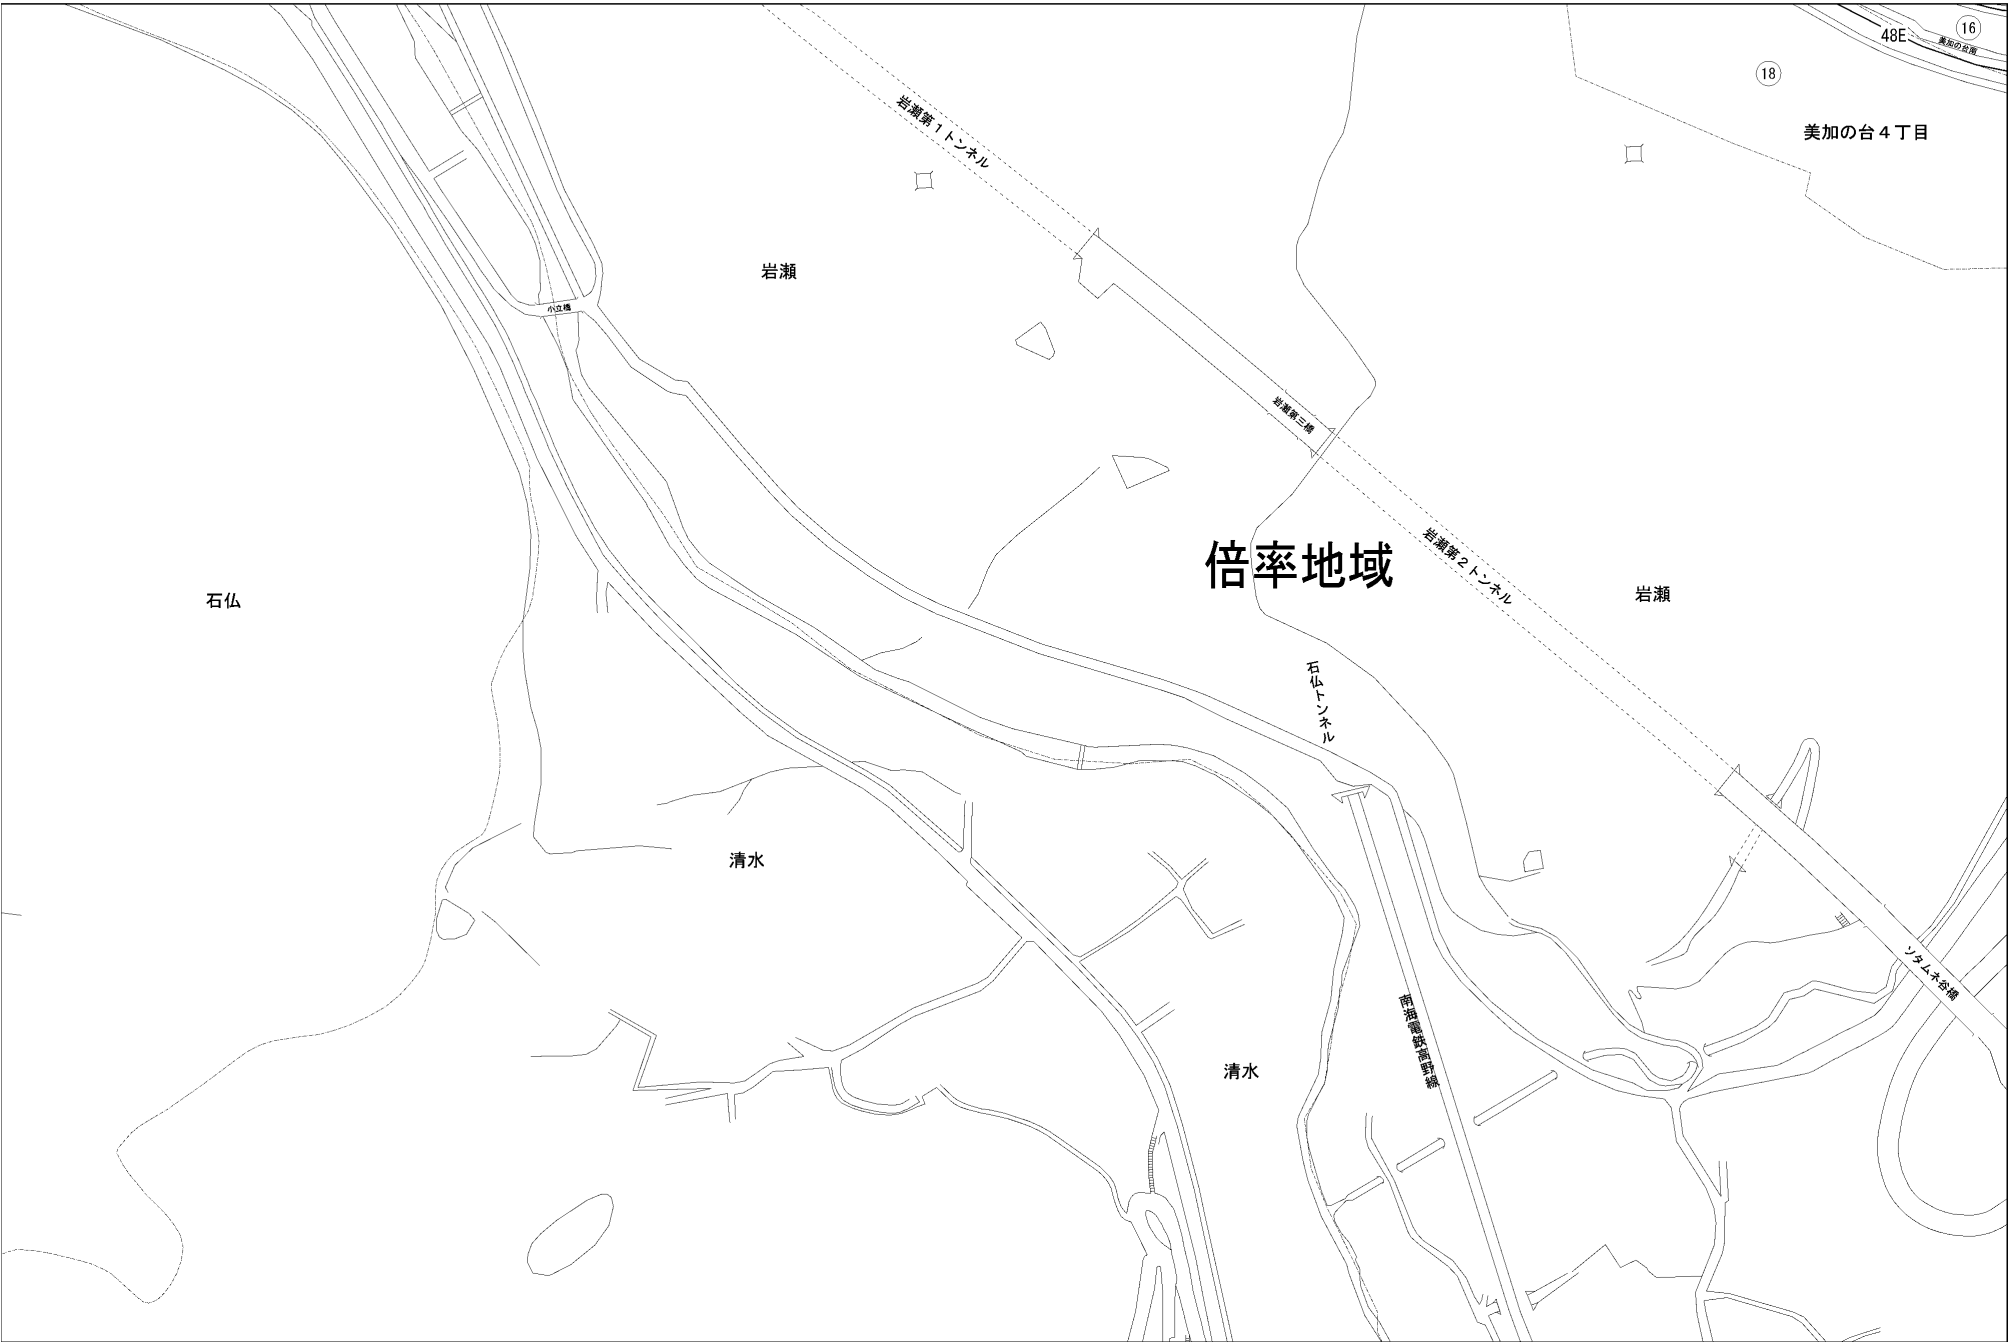 48E
16
美加の台南
18
美加の台4丁目
岩瀬第1トンネル
岩瀬
小立橋
岩瀬第三橋
倍率地域
岩瀬第2トンネル
岩瀬
石仏
石仏トンネル
清水
ソタムネ谷橋
南海電鉄高野線
清水